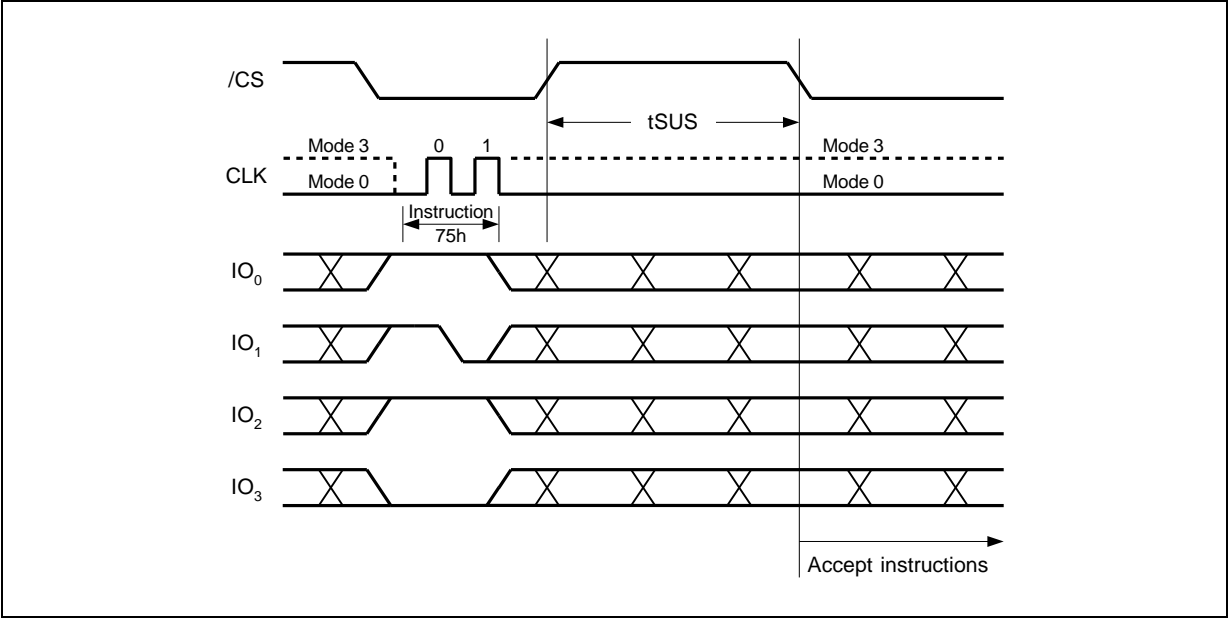 /CS
tSUS
Mode 3 0 1 Mode 3
CLK
Mode 0 Mode 0
Instruction
75h
IO0
IO1
IO2
IO3
Accept instructions